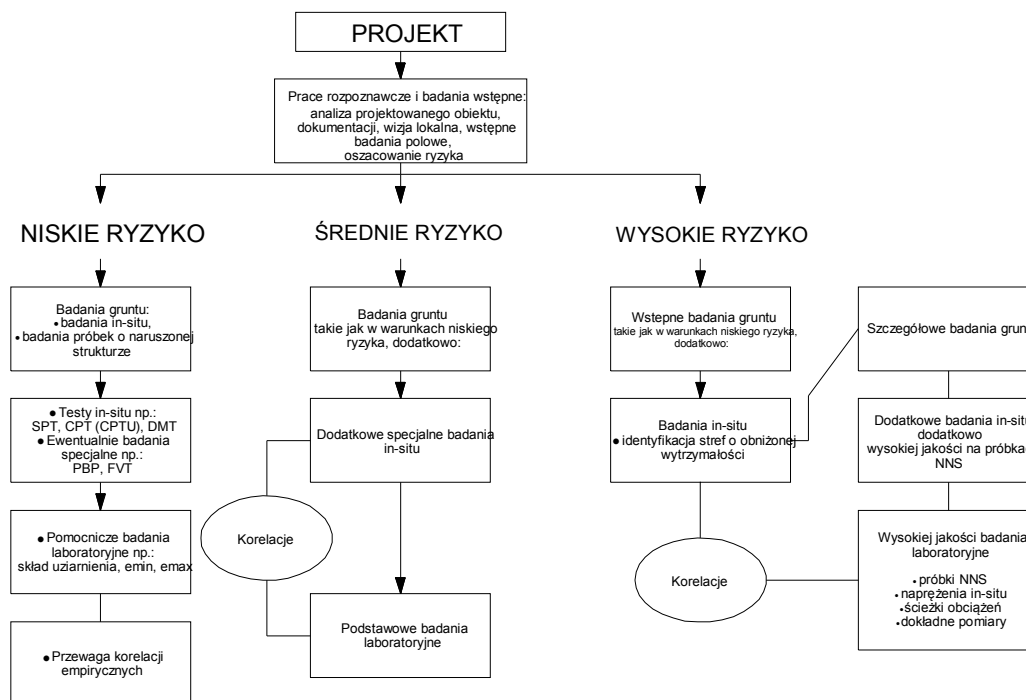 PROJEKT
Prace rozpoznawcze i badania wstępne:
analiza projektowanego obiektu,
dokumentacji, wizja lokalna, wstępne
badania polowe,
oszacowanie ryzyka
NISKIE RYZYKO
Badania gruntu:
• badania in-situ,
• badania próbek o naruszonej
strukturze
● Testy in-situ np.:
SPT, CPT (CPTU), DMT
● Ewentualnie badania
specjalne np.:
PBP, FVT
● Pomocnicze badania
laboratoryjne np.:
skład uziarnienia, emin, emax
● Przewaga korelacji
empirycznych
ŚREDNIE RYZYKO
Badania gruntu
takie jak w warunkach niskiego
ryzyka, dodatkowo:
Dodatkowe specjalne badania
in-situ
Korelacje
Podstawowe badania
laboratoryjne
WYSOKIE RYZYKO
Wstepne badania gruntu
takie jak w warunkach niskiego ryzyka,
dodatkowo:
Badania in-situ
● identyfikacja stref o obniżonej
wytrzymałości
Korelacje
Szczegółowe badania grun
Dodatkowe badania in-situ
dodatkowo
wysokiej jakości na próbka
NNS
Wysokiej jakości badania
laboratoryjne
• próbki NNS
• naprężenia in-situ
• ścieżki obciążeń
• dokładne pomiary